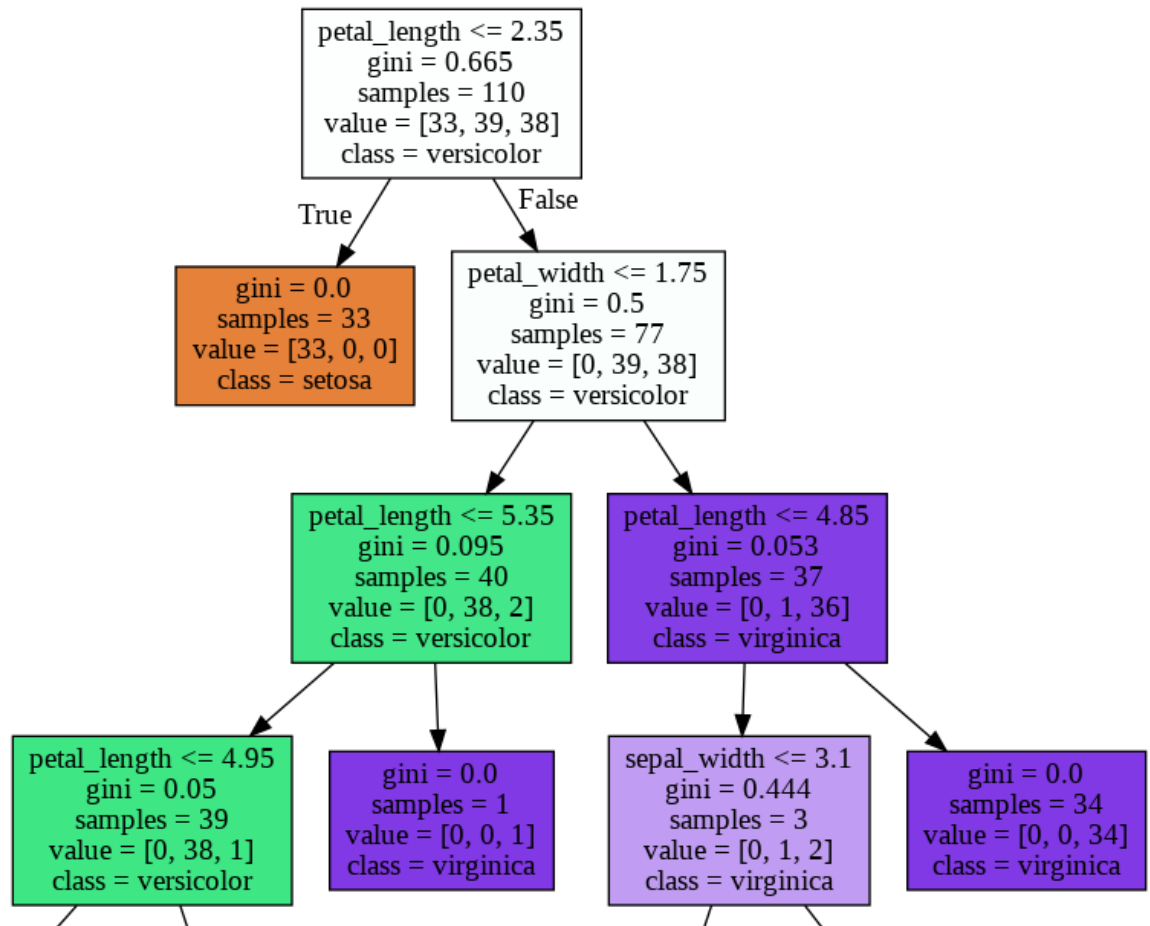 petal_length <= 2.35
gini = 0.665
samples = 110
value = [33, 39, 38]
class = versicolor
True
False
gini = 0.0
samples = 33
value = [33, 0, 0]
class = setosa
petal_width <= 1.75
gini = 0.5
samples = 77
value = [0, 39, 38]
class = versicolor
petal_length <= 5.35
gini = 0.095
samples = 40
value = [0, 38, 2]
class = versicolor
petal_length <= 4.85
gini = 0.053
samples = 37
value = [0, 1, 36]
class = virginica
petal_length <= 4.95
gini = 0.05
samples = 39
value = [0, 38, 1]
class = versicolor
gini = 0.0
samples = 1
value = [0, 0, 1]
class = virginica
sepal_width <= 3.1
gini = 0.444
samples = 3
value = [0, 1, 2]
class = virginica
gini = 0.0
samples = 34
value = [0, 0, 34]
class = virginica